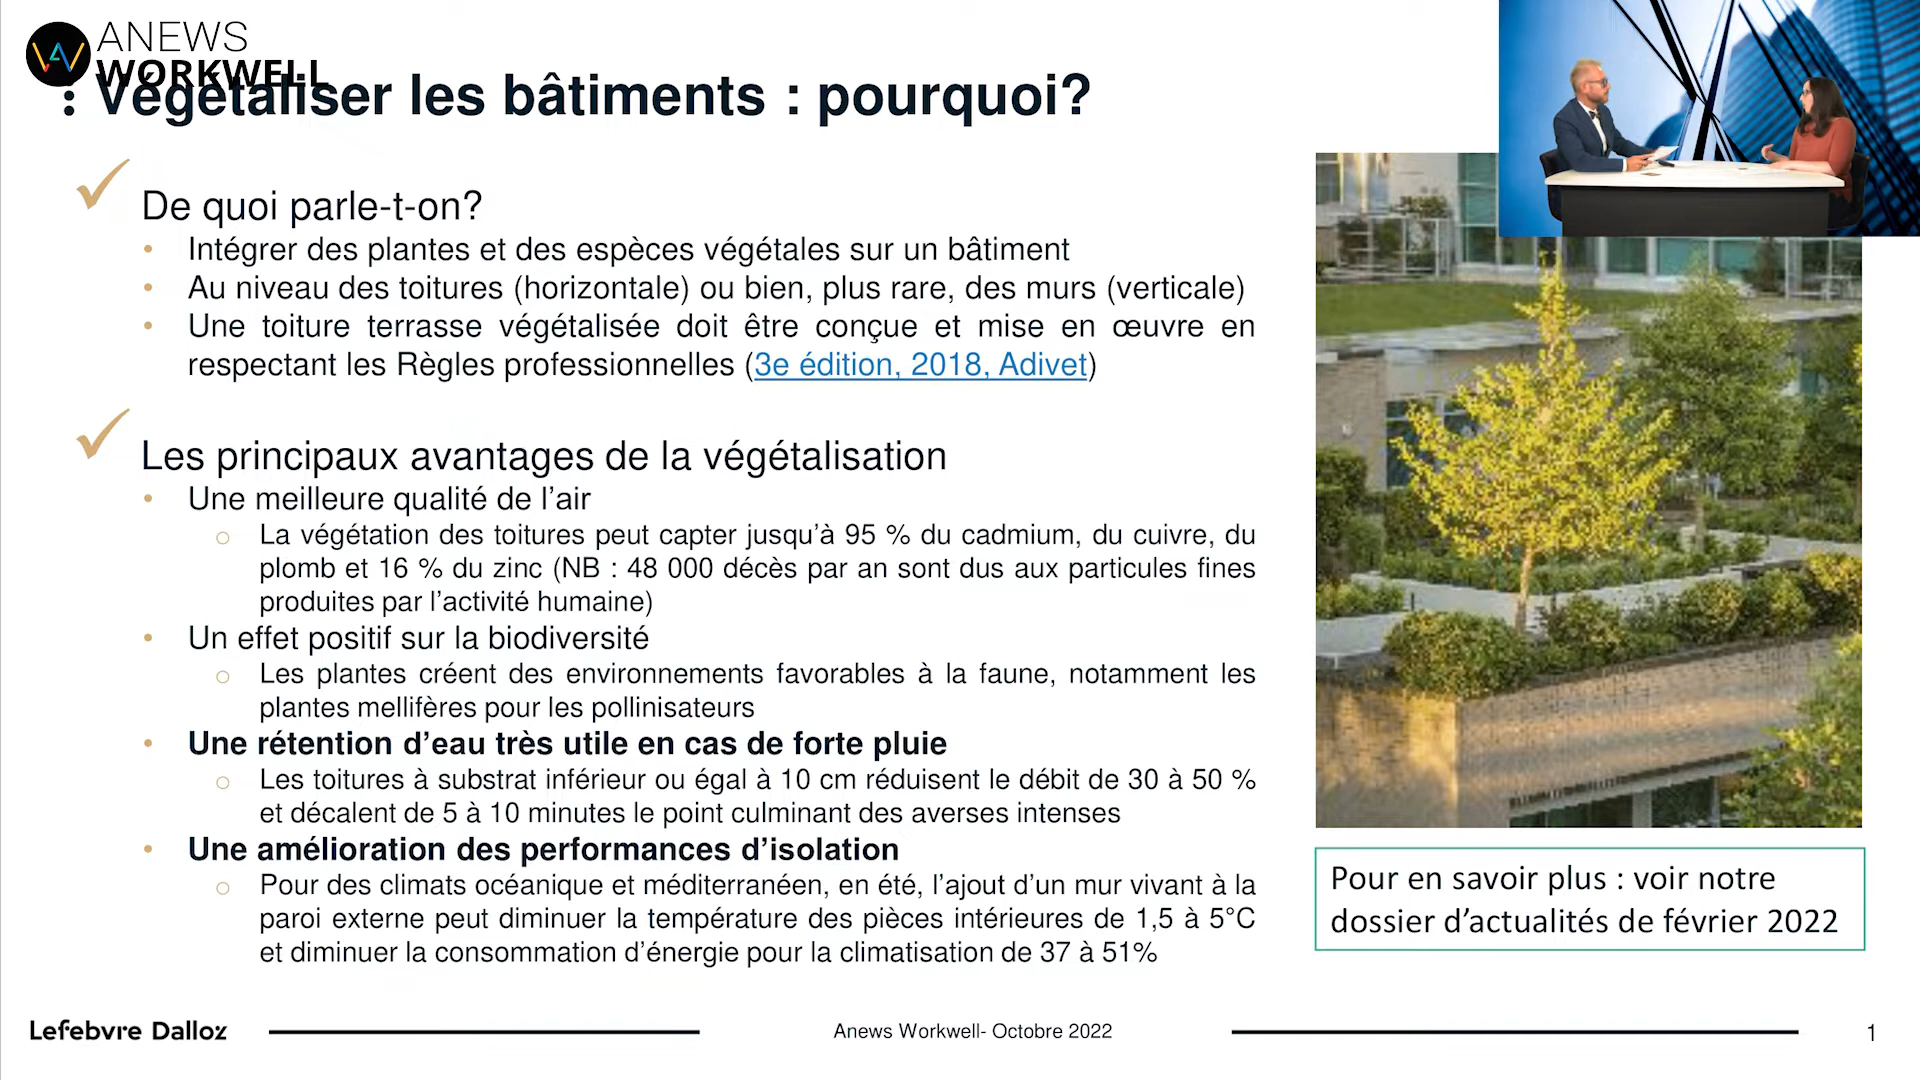 ANEWS
WORKWELL
: Végétaliser les bâtiments : pourquoi?
De quoi parle-t-on?
• Intégrer des plantes et des espèces végétales sur un bâtiment
• Au niveau des toitures (horizontale) ou bien, plus rare, des murs (verticale)
• Une toiture terrasse végétalisée doit être conçue et mise en œuvre en
respectant les Règles professionnelles (3e édition, 2018, Adivet)
Les principaux avantages de la végétalisation
• Une meilleure qualité de l’air
o La végétation des toitures peut capter jusqu’à 95 % du cadmium, du cuivre, du
plomb et 16 % du zinc (NB : 48 000 décès par an sont dus aux particules fines
produites par l’activité humaine)
• Un effet positif sur la biodiversité
o Les plantes créent des environnements favorables à la faune, notamment les
plantes mellifères pour les pollinisateurs
• Une rétention d’eau très utile en cas de forte pluie
o Les toitures à substrat inférieur ou égal à 10 cm réduisent le débit de 30 à 50 %
et décalent de 5 à 10 minutes le point culminant des averses intenses
• Une amélioration des performances d’isolation
o Pour des climats océanique et méditerranéen, en été, l’ajout d’un mur vivant à la
paroi externe peut diminuer la température des pièces intérieures de 1,5 à 5°C
et diminuer la consommation d’énergie pour la climatisation de 37 à 51%
Pour en savoir plus : voir notre
dossier d’actualités de février 2022
Lefebvre Dalloz
Anews Workwell- Octobre 2022
1